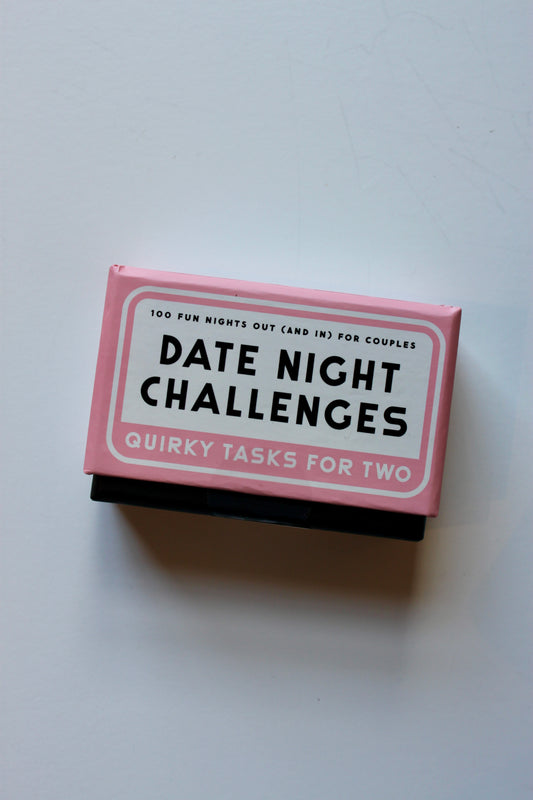 100 FUN NIGHTS OUT (AND IN) FOR COUPLES
DATE NIGHT
CHALLENGES
QUIRKY TASKS FOR TWO